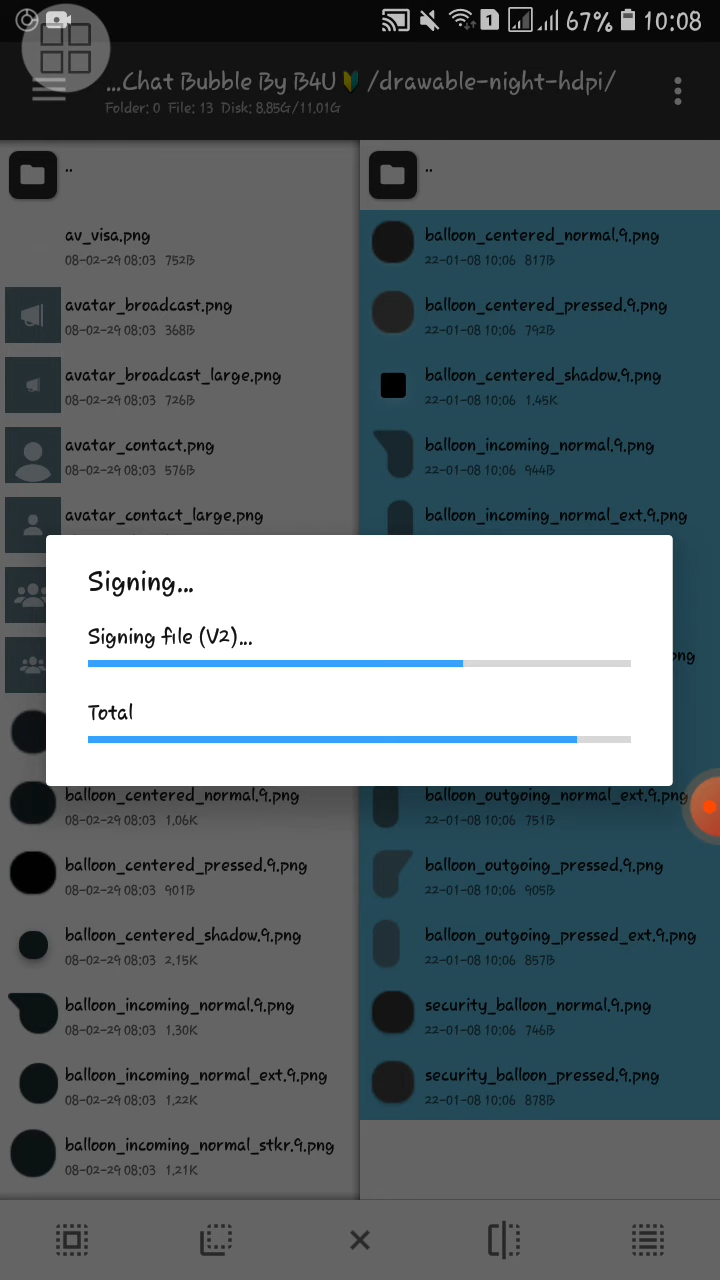 1 67% 10:08
...Chat Bubble By B4U🔰/drawable-night-hdpi/
Folder: 0 File: 13 Disk: 8.85G/11.01G
..
av_visa.png
08-02-29 08:03 752B
avatar_broadcast.png
08-02-29 08:03 368B
avatar_broadcast_large.png
08-02-29 08:03 726B
avatar_contact.png
08-02-29 08:03 576B
avatar_contact_large.png
..
balloon_centered_normal.9.png
22-01-08 10:06 817B
balloon_centered_pressed.9.png
22-01-08 10:06 792B
balloon_centered_shadow.9.png
22-01-08 10:06 1.45K
balloon_incoming_normal.9.png
22-01-08 10:06 944B
balloon_incoming_normal_ext.9.png
Signing...
Signing file (V2)...
Total
ng
balloon_centered_normal.9.png
08-02-29 08:03 1.06K
balloon_centered_pressed.9.png
08-02-29 08:03 901B
balloon_centered_shadow.9.png
08-02-29 08:03 2.15K
balloon_incoming_normal.9.png
08-02-29 08:03 1.30K
balloon_incoming_normal_ext.9.png
08-02-29 08:03 1.22K
balloon_incoming_normal_stkr.9.png
08-02-29 08:03 1.21K
balloon_outgoing_normal_ext.9.png
22-01-08 10:06 751B
balloon_outgoing_pressed.9.png
22-01-08 10:06 905B
balloon_outgoing_pressed_ext.9.png
22-01-08 10:06 857B
security_balloon_normal.9.png
22-01-08 10:06 746B
security_balloon_pressed.9.png
22-01-08 10:06 878B